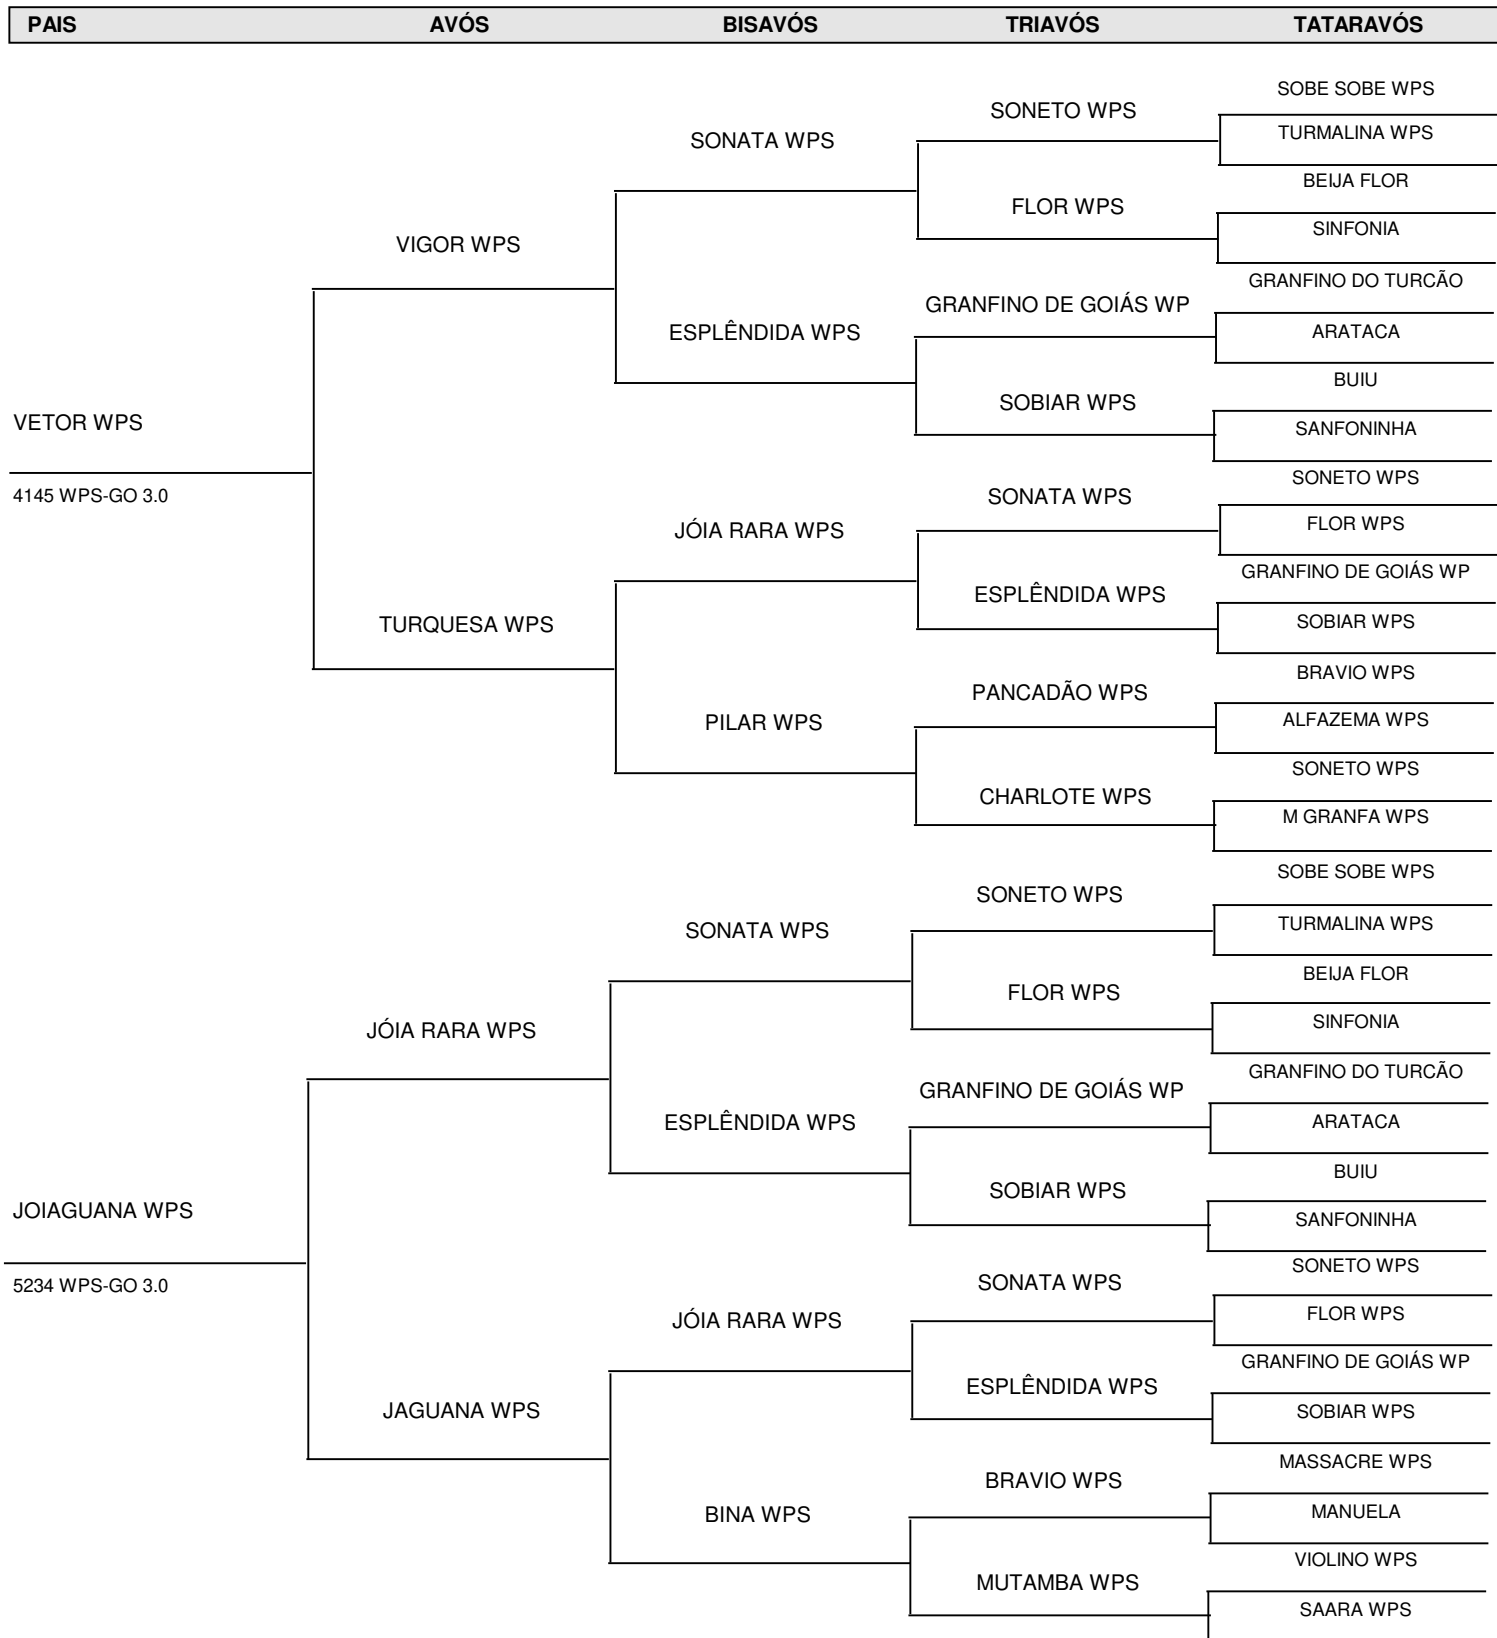 PAIS AVÓS BISAVÓS TRIAVÓS TATARAVÓS
SOBE SOBE WPS
SONETO WPS
TURMALINA WPS
SONATA WPS
BEIJA FLOR
FLOR WPS
SINFONIA
VIGOR WPS
GRANFINO DO TURCÃO
GRANFINO DE GOIÁS WP
ARATACA
ESPLÊNDIDA WPS
BUIU
SOBIAR WPS
SANFONINHA
VETOR WPS
4145 WPS-GO 3.0
SONETO WPS
SONATA WPS
FLOR WPS
JÓIA RARA WPS
GRANFINO DE GOIÁS WP
ESPLÊNDIDA WPS
SOBIAR WPS
TURQUESA WPS
BRAVIO WPS
PANCADÃO WPS
ALFAZEMA WPS
PILAR WPS
SONETO WPS
CHARLOTE WPS
M GRANFA WPS
SOBE SOBE WPS
SONETO WPS
TURMALINA WPS
SONATA WPS
BEIJA FLOR
FLOR WPS
SINFONIA
JÓIA RARA WPS
GRANFINO DO TURCÃO
GRANFINO DE GOIÁS WP
ARATACA
ESPLÊNDIDA WPS
BUIU
SOBIAR WPS
SANFONINHA
JOIAGUANA WPS
5234 WPS-GO 3.0
SONETO WPS
SONATA WPS
FLOR WPS
JÓIA RARA WPS
GRANFINO DE GOIÁS WP
ESPLÊNDIDA WPS
SOBIAR WPS
JAGUANA WPS
MASSACRE WPS
BRAVIO WPS
MANUELA
BINA WPS
VIOLINO WPS
MUTAMBA WPS
SAARA WPS